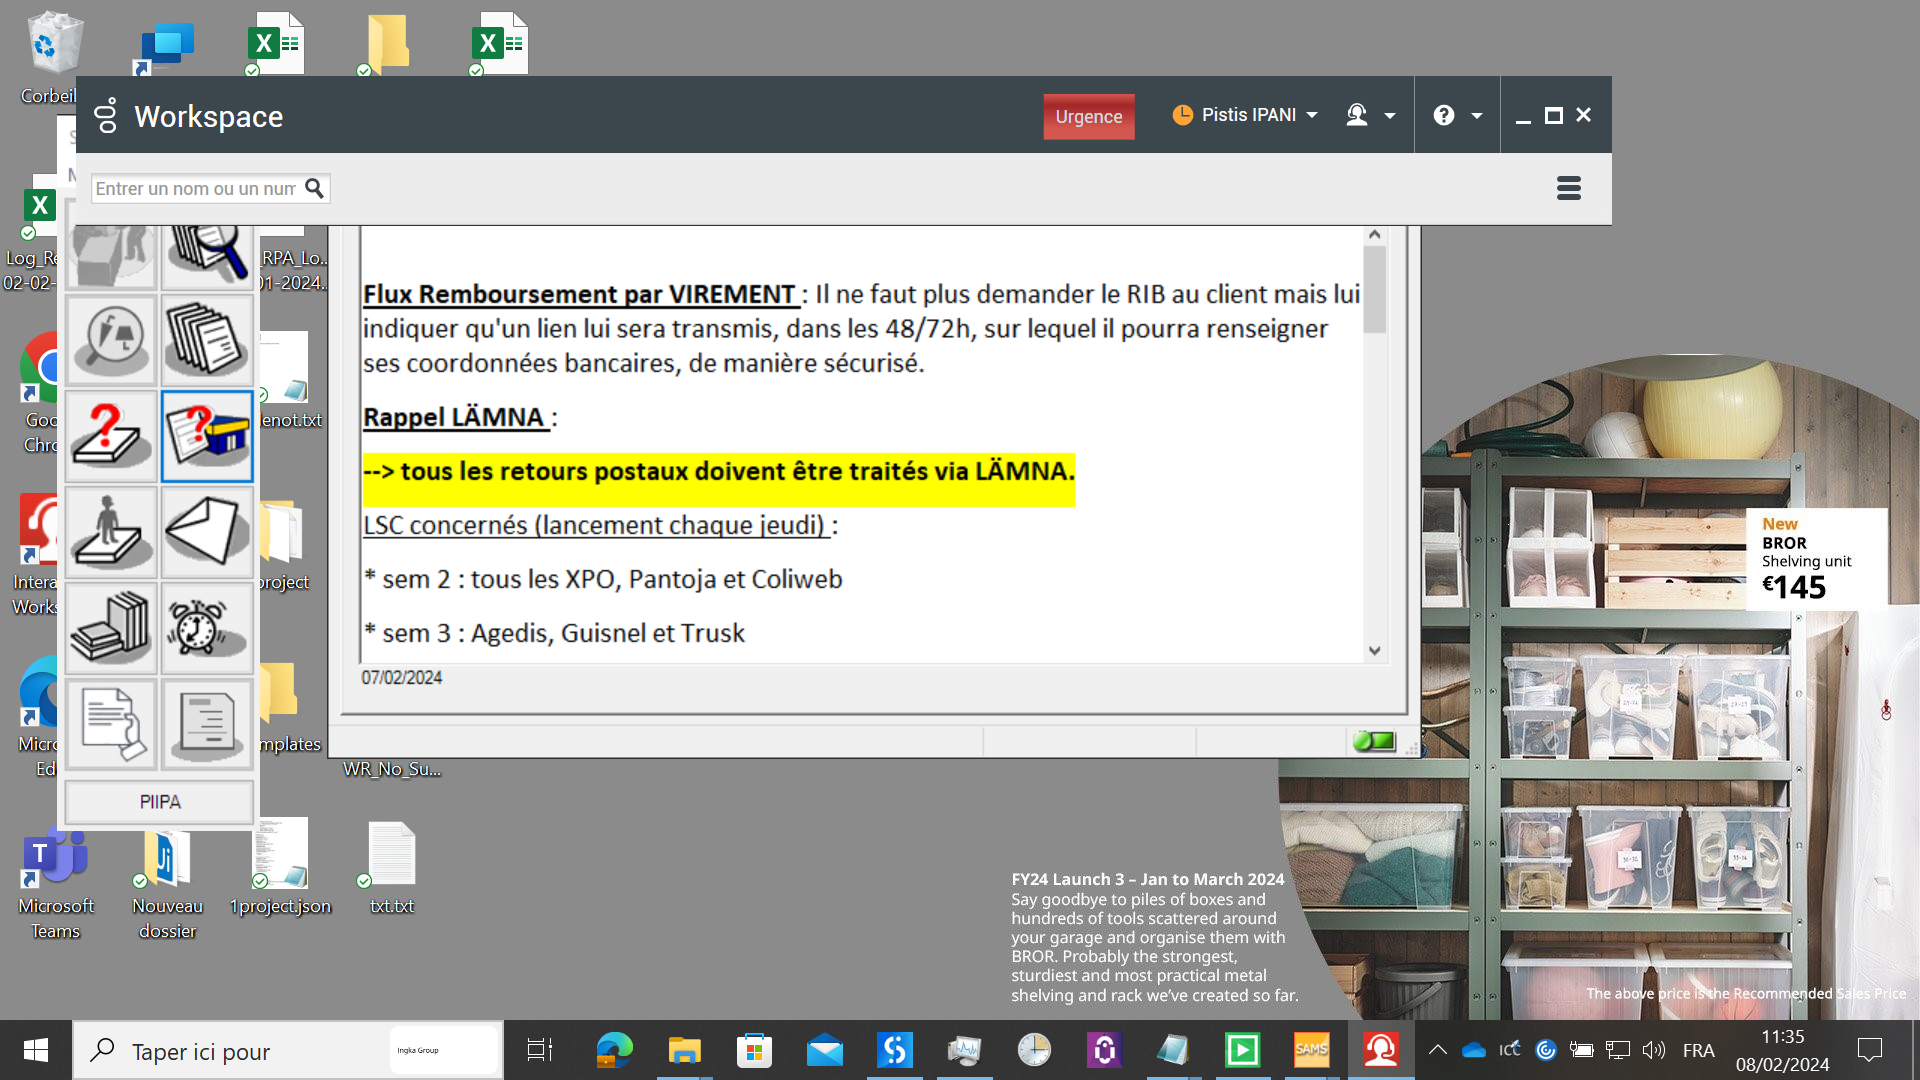 Corbeil
Workspace
Urgence
Pistis IPANI
Entrer un nom ou un num
Log_Re
02-02-
_RPA_Lo...
01-2024...
Flux Remboursement par VIREMENT : Il ne faut plus demander le RIB au client mais lui
indiquer qu'un lien lui sera transmis, dans les 48/72h, sur lequel il pourra renseigner
ses coordonnées bancaires, de manière sécurisé.
Rappel LÄMNA :
--> tous les retours postaux doivent être traités via LÄMNA.
LSC concernés (lancement chaque jeudi) :
* sem 2 : tous les XPO, Pantoja et Coliweb
* sem 3 : Agedis, Guisnel et Trusk
07/02/2024
Goo
Chro
enot.txt
Intera
Works
project
Micro
Ed
mplates
WR_No_Su...
PIIPA
Microsoft
Teams
Nouveau
dossier
1project.json
txt.txt
New
BROR
Shelving unit
€145
FY24 Launch 3 – Jan to March 2024
Say goodbye to piles of boxes and
hundreds of tools scattered around
your garage and organise them with
BROR. Probably the strongest,
sturdiest and most practical metal
shelving and rack we've created so far.
The above price is the Recommended Sales Price
Taper ici pour
Ingka Group
SAMS
ICC
FRA
11:35
08/02/2024